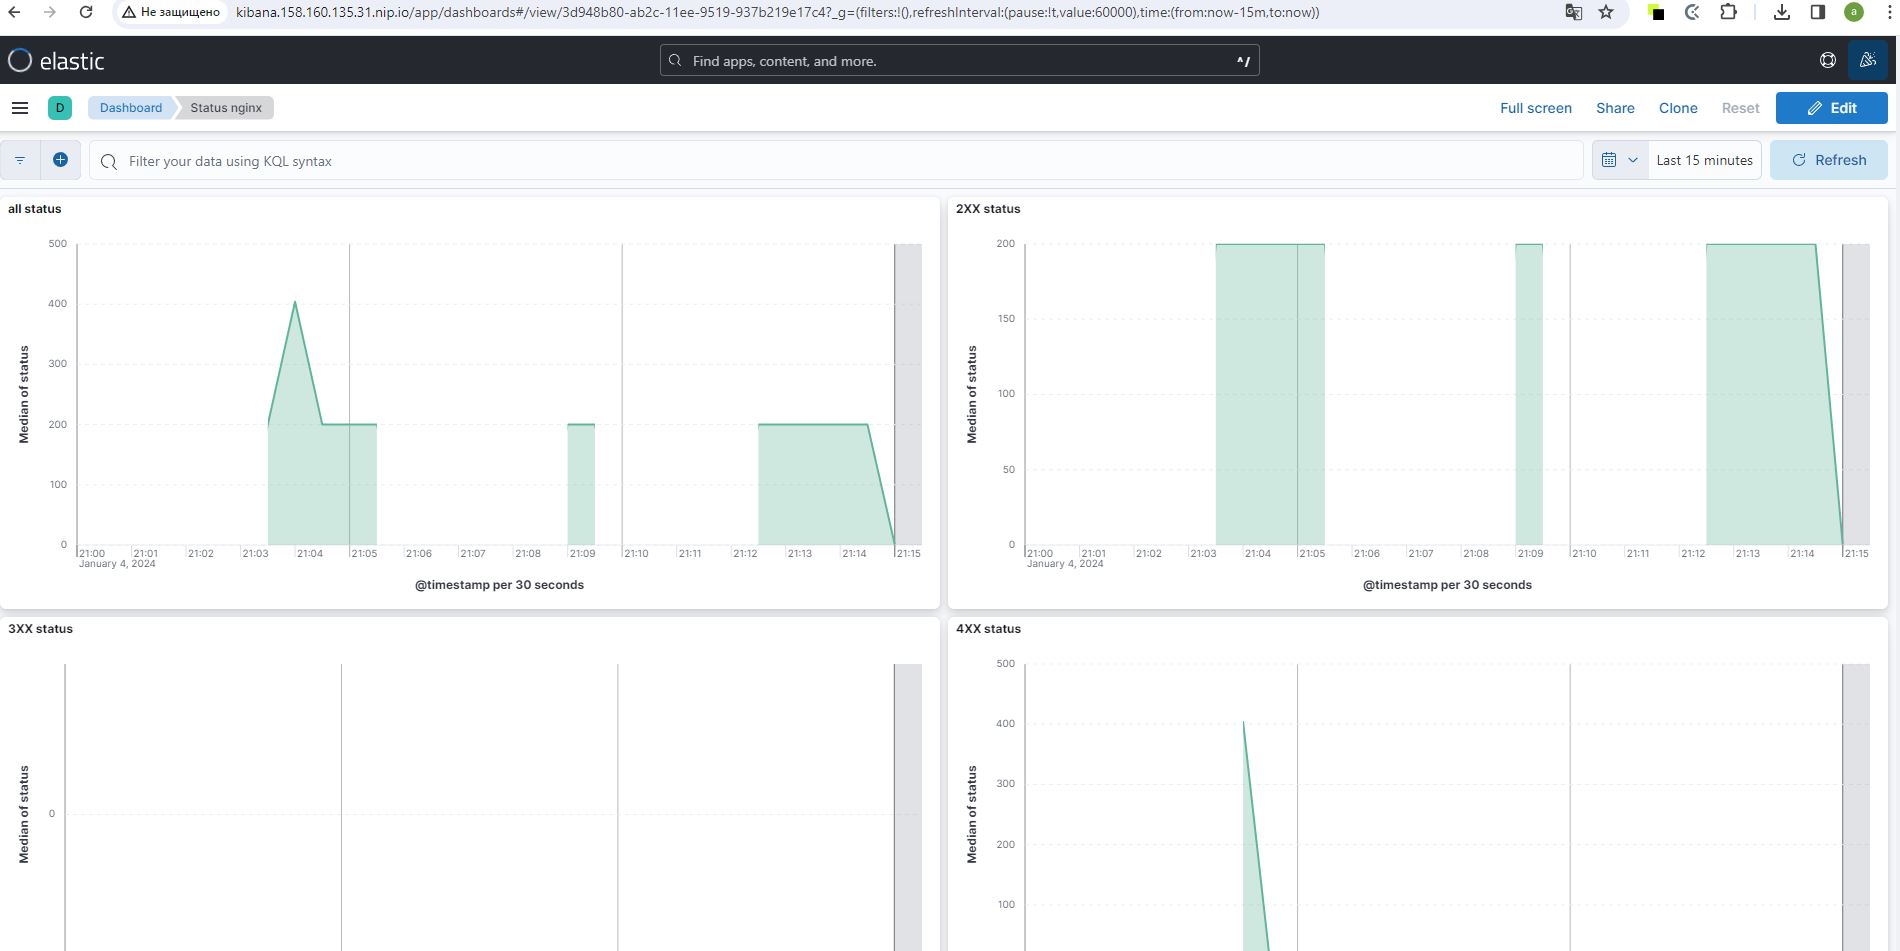 Не защищено
kibana.158.160.135.31.nip.io/app/dashboards#/view/3d948b80-ab2c-11ee-9519-937b219e17c4?_g=(filters:!(),refreshInterval:(pause:!t,value:60000),time:(from:now-15m,to:now))
a
elastic
Find apps, content, and more.
^/
D
Dashboard
Status nginx
Full screen
Share
Clone
Reset
Edit
Filter your data using KQL syntax
Last 15 minutes
Refresh
all status
500
400
300
200
100
0
Median of status
21:00 21:01 21:02 21:03 21:04 21:05 21:06 21:07 21:08 21:09 21:10 21:11 21:12 21:13 21:14 21:15
January 4, 2024
@timestamp per 30 seconds
2XX status
200
150
100
50
0
Median of status
21:00 21:01 21:02 21:03 21:04 21:05 21:06 21:07 21:08 21:09 21:10 21:11 21:12 21:13 21:14 21:15
January 4, 2024
@timestamp per 30 seconds
3XX status
0
Median of status
4XX status
500
400
300
200
100
Median of status